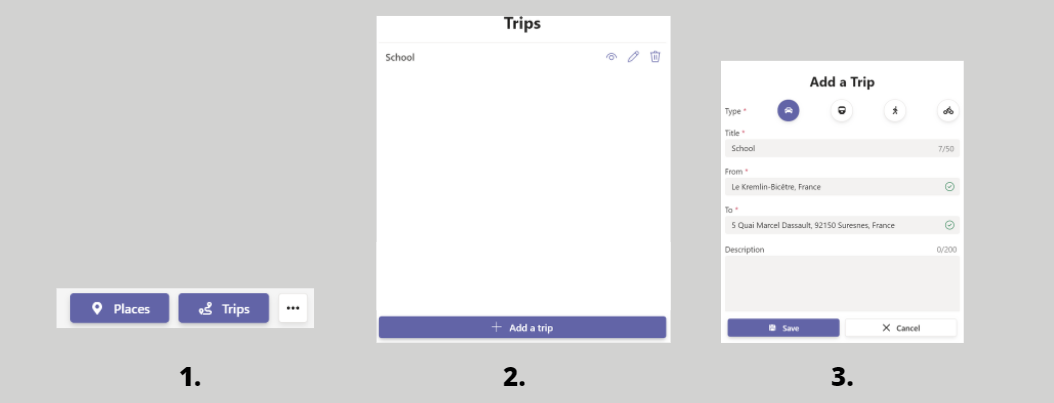 Places
Trips
...
1.
Trips
School
+ Add a trip
2.
Add a Trip
Type *
Title *
School 7/50
From *
Le Kremlin-Bicêtre, France
To *
5 Quai Marcel Dassault, 92150 Suresnes, France
Description 0/200
Save
Cancel
3.